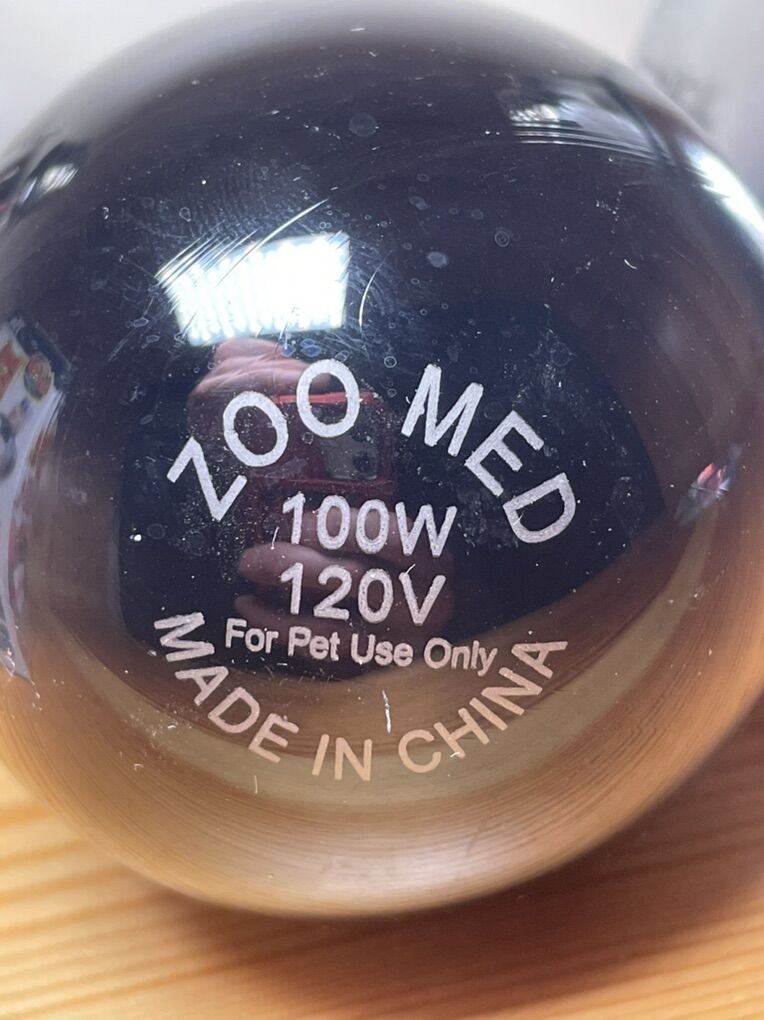 ZOO MED
100W
120V
For Pet Use Only
MADE IN CHINA